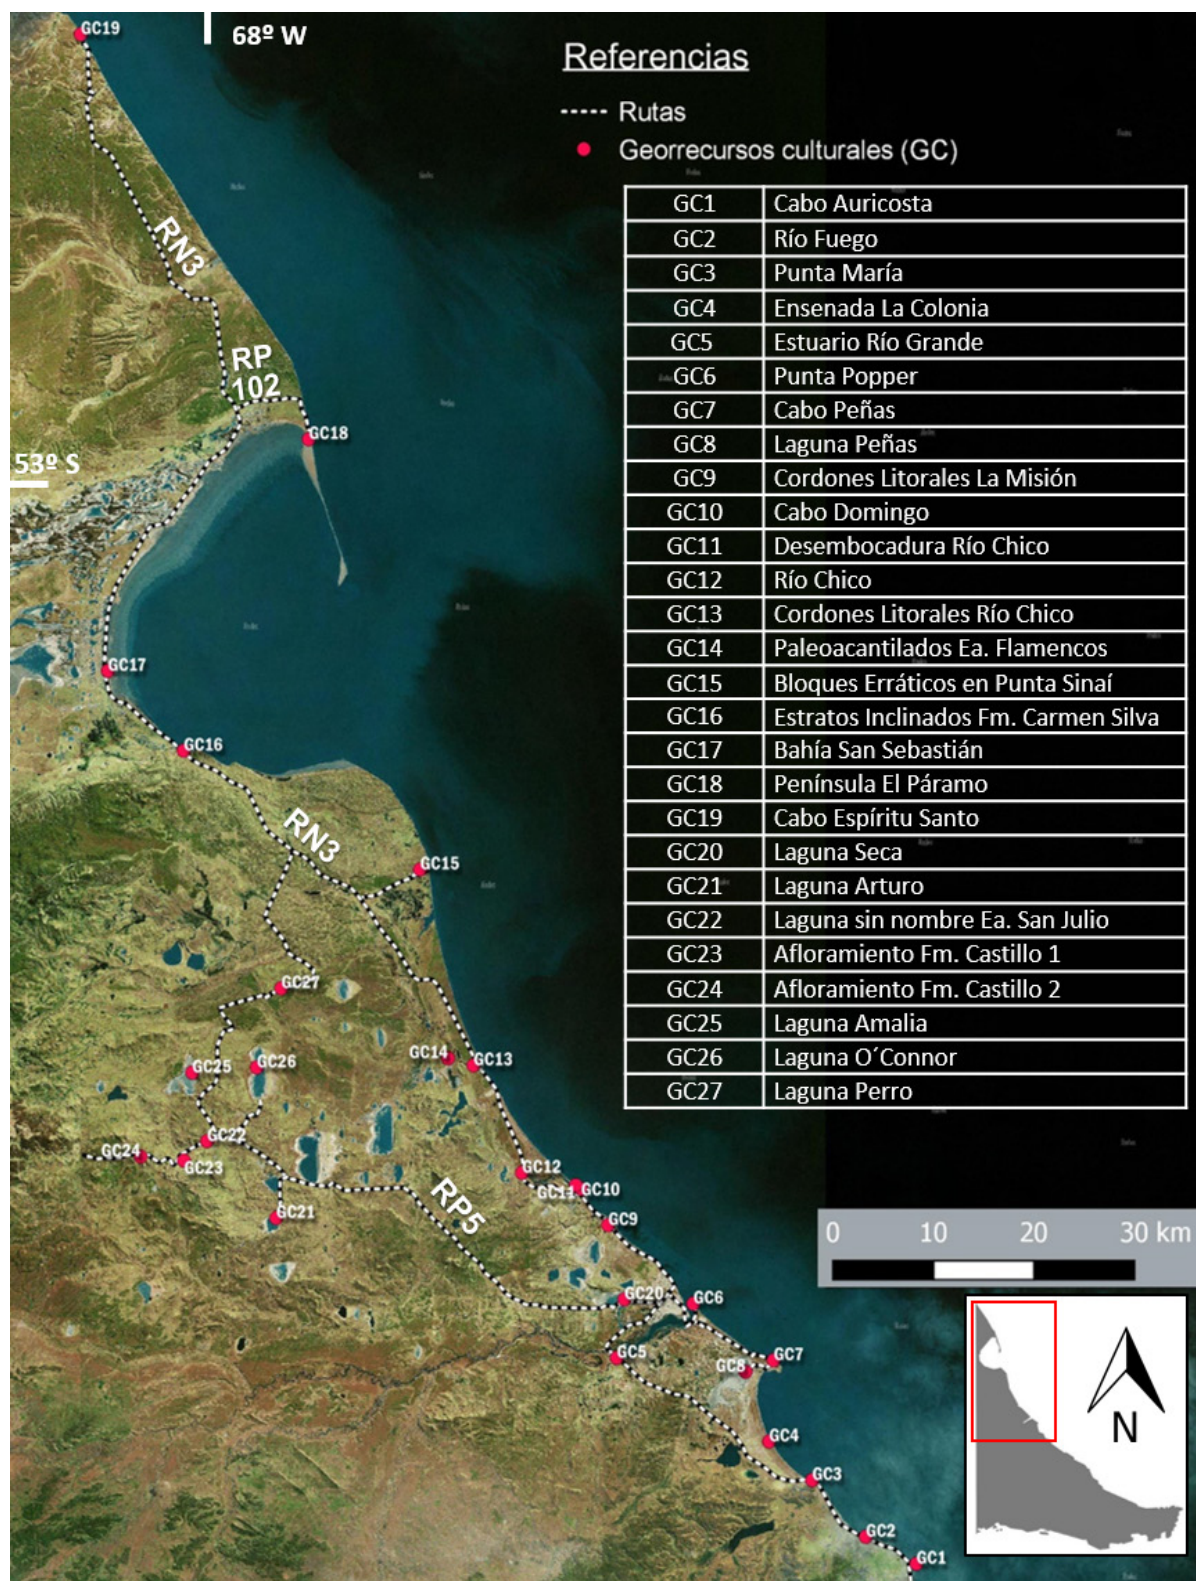 GC19
68º W
Referencias
Rutas
Georrecursos culturales (GC)
GC1 Cabo Auricosta
GC2 Río Fuego
GC3 Punta María
GC4 Ensenada La Colonia
GC5 Estuario Río Grande
GC6 Punta Popper
GC7 Cabo Peñas
GC8 Laguna Peñas
GC9 Cordones Litorales La Misión
GC10 Cabo Domingo
GC11 Desembocadura Río Chico
GC12 Río Chico
GC13 Cordones Litorales Río Chico
GC14 Paleoacantilados Ea. Flamencos
GC15 Bloques Erráticos en Punta Sinaí
GC16 Estratos Inclinados Fm. Carmen Silva
GC17 Bahía San Sebastián
GC18 Península El Páramo
GC19 Cabo Espíritu Santo
GC20 Laguna Seca
GC21 Laguna Arturo
GC22 Laguna sin nombre Ea. San Julio
GC23 Afloramiento Fm. Castillo 1
GC24 Afloramiento Fm. Castillo 2
GC25 Laguna Amalia
GC26 Laguna O´Connor
GC27 Laguna Perro
RN3
RP
102
GC18
53º S
GC17
GC16
RN3
GC15
GC27
GC14
GC13
GC25
GC26
GC22
GC24
GC23
GC12
GC11
GC10
GC21
RP5
GC9
0 10 20 30 km
GC20
GC6
GC5
GC7
GC8
GC4
N
GC3
GC2
GC1